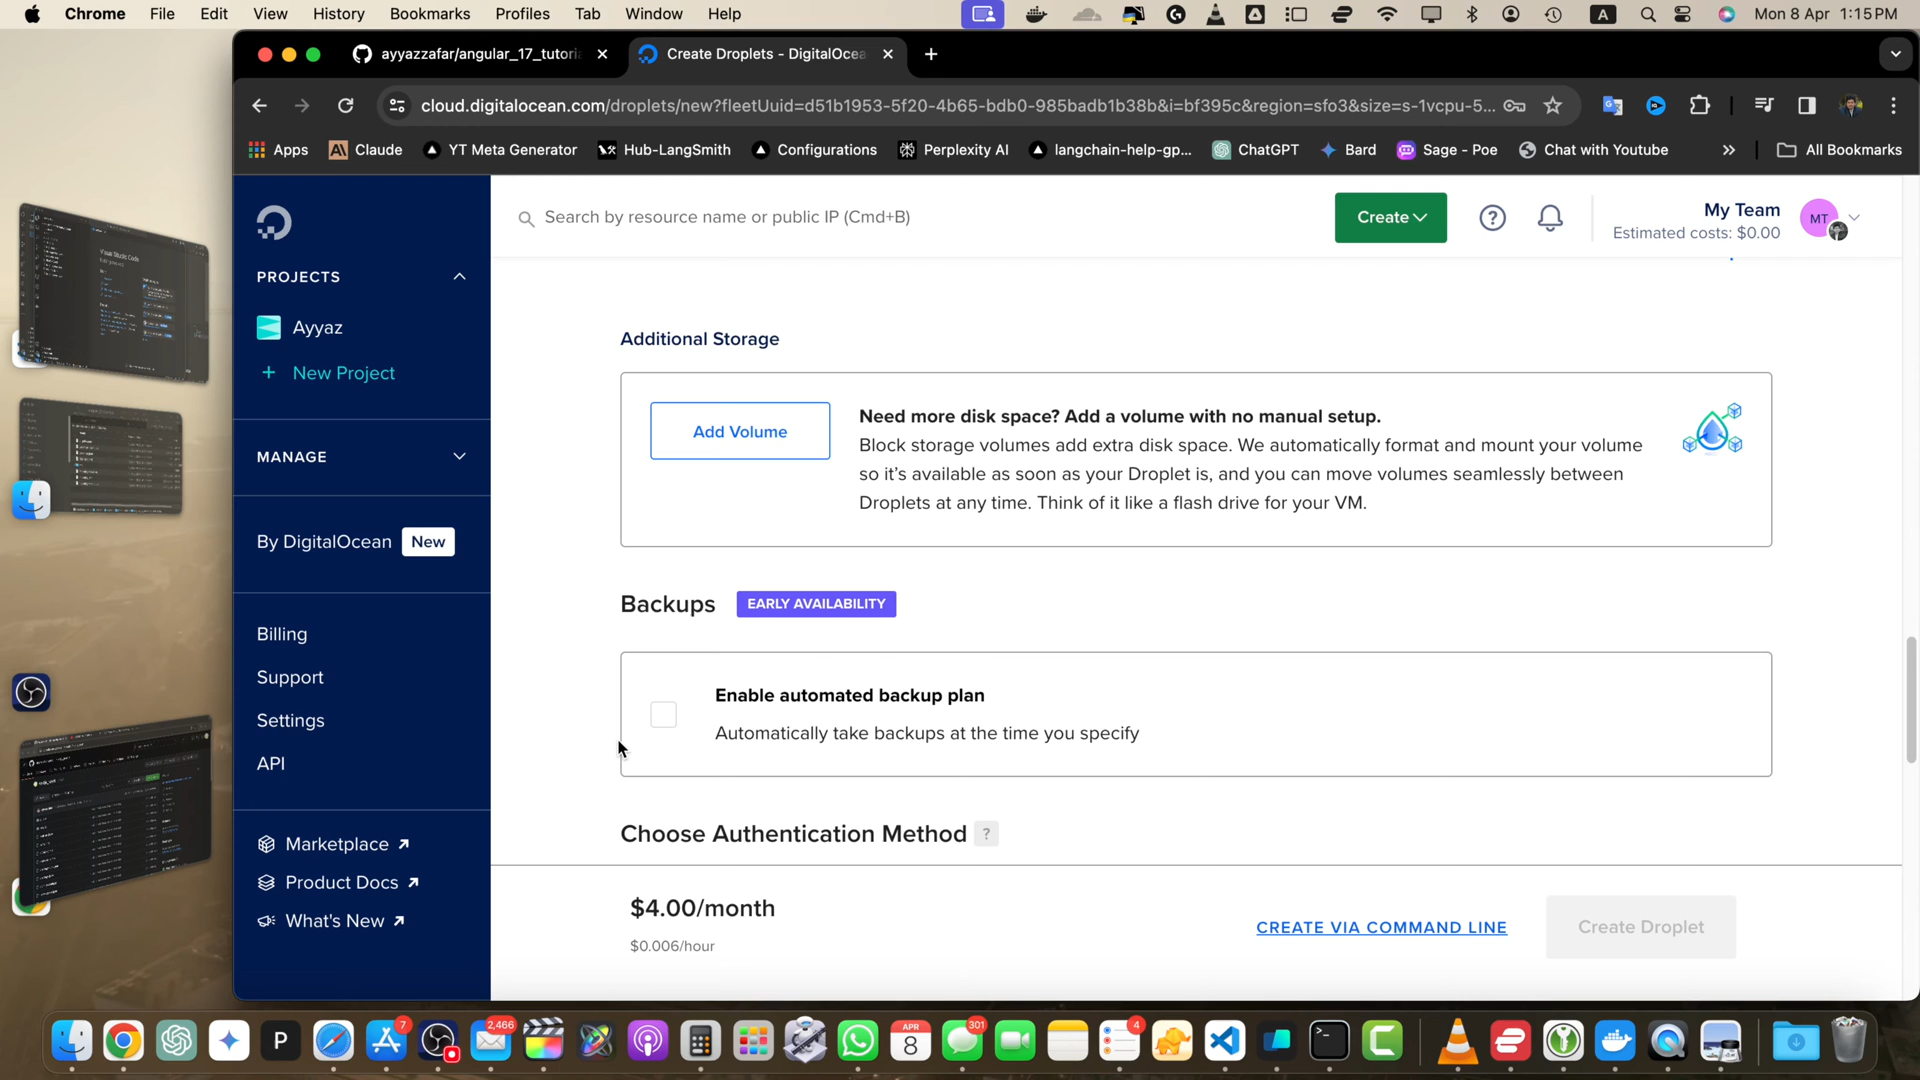 Chrome File Edit View History Bookmarks Profiles Tab Window Help
A Mon 8 Apr 1:15 PM
ayyazzafar/angular_17_tutori
Create Droplets - DigitalOcea
cloud.digitalocean.com/droplets/new?fleetUuid=d51b1953-5f20-4b65-bdb0-985badb1b38b&i=bf395c&region=sfo3&size=s-1vcpu-5...
Apps Claude YT Meta Generator Hub-LangSmith Configurations Perplexity AI langchain-help-gp... ChatGPT Bard Sage - Poe Chat with Youtube » All Bookmarks
Search by resource name or public IP (Cmd+B)
Create
?
My Team
Estimated costs: $0.00
MT
PROJECTS
Ayyaz
+ New Project
MANAGE
By DigitalOcean New
Billing
Support
Settings
API
Marketplace
Product Docs
What's New
Additional Storage
Add Volume
Need more disk space? Add a volume with no manual setup.
Block storage volumes add extra disk space. We automatically format and mount your volume
so it's available as soon as your Droplet is, and you can move volumes seamlessly between
Droplets at any time. Think of it like a flash drive for your VM.
Backups EARLY AVAILABILITY
Enable automated backup plan
Automatically take backups at the time you specify
Choose Authentication Method ?
$4.00/month
$0.006/hour
CREATE VIA COMMAND LINE
Create Droplet
P
7
2,466
APR
8
301
4